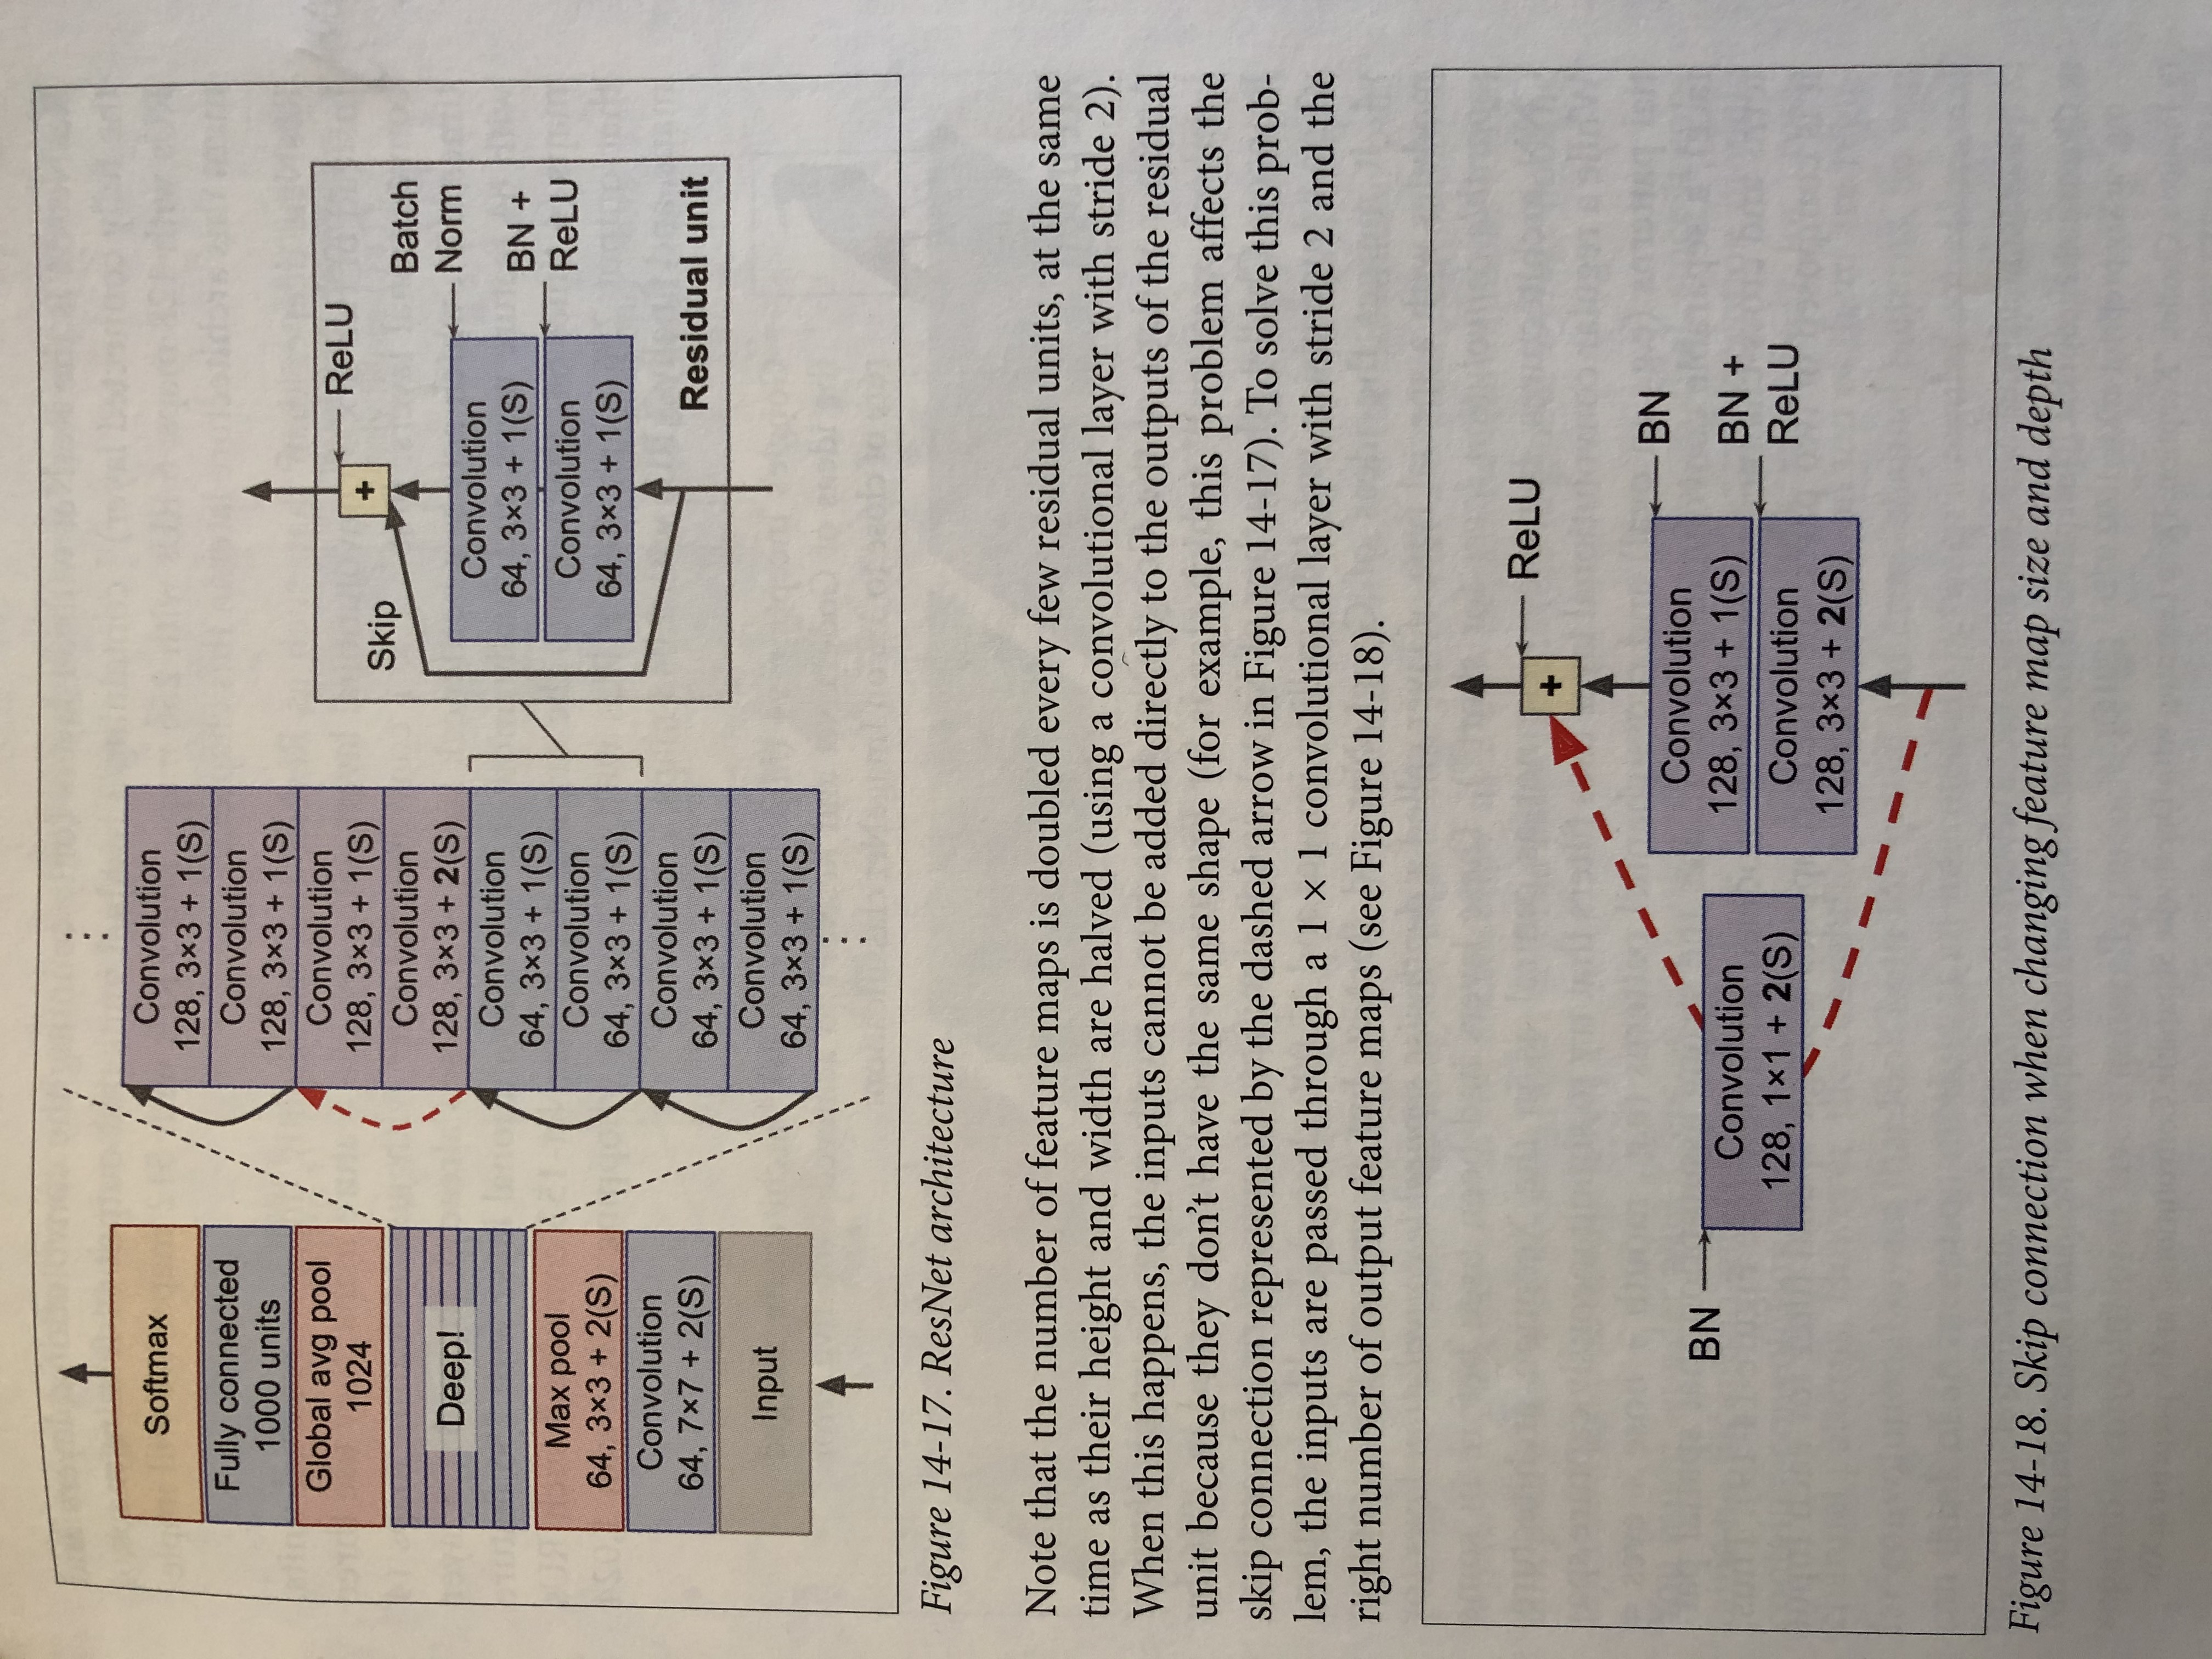 Softmax
Fully connected
1000 units
Global avg pool
1024
Deep!
Max pool
64, 3×3 + 2(S)
Convolution
64, 7×7 + 2(S)
Input
Convolution
128, 3×3 + 1(S)
Convolution
128, 3×3 + 1(S)
Convolution
128, 3×3 + 1(S)
Convolution
128, 3×3 + 2(S)
Convolution
64, 3×3 + 1(S)
Convolution
64, 3×3 + 1(S)
Convolution
64, 3×3 + 1(S)
Convolution
64, 3×3 + 1(S)
ReLU
+
Skip
Batch
Norm
Convolution
64, 3×3 + 1(S)
BN +
ReLU
Convolution
64, 3×3 + 1(S)
Residual unit
Figure 14-17. ResNet architecture
Note that the number of feature maps is doubled every few residual units, at the same
time as their height and width are halved (using a convolutional layer with stride 2).
When this happens, the inputs cannot be added directly to the outputs of the residual
unit because they don’t have the same shape (for example, this problem affects the
skip connection represented by the dashed arrow in Figure 14-17). To solve this prob-
lem, the inputs are passed through a 1 × 1 convolutional layer with stride 2 and the
right number of output feature maps (see Figure 14-18).
ReLU
+
BN
Convolution
128, 1×1 + 2(S)
BN
Convolution
128, 3×3 + 1(S)
BN +
ReLU
Convolution
128, 3×3 + 2(S)
Figure 14-18. Skip connection when changing feature map size and depth